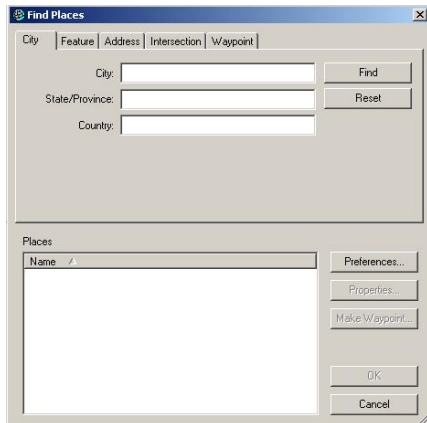 Find Places
City Feature Address Intersection Waypoint
City: Find
State/Province: Reset
Country:
Places
Name Preferences...
Properties...
Make Waypoint...
OK
Cancel